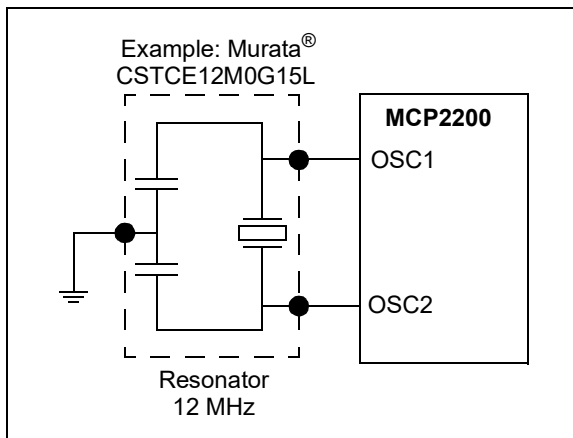 Example: Murata®
CSTCE12M0G15L
MCP2200
OSC1
OSC2
Resonator
12 MHz